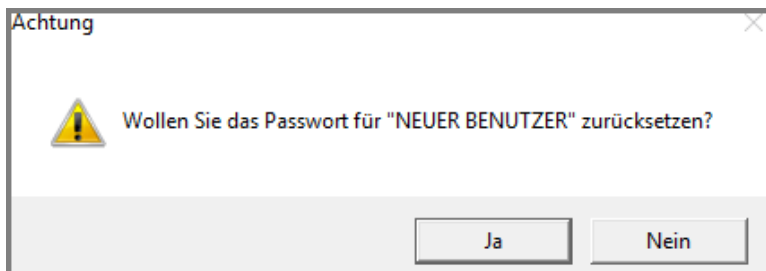 Achtung
Wollen Sie das Passwort für "NEUER BENUTZER" zurücksetzen?
Ja
Nein